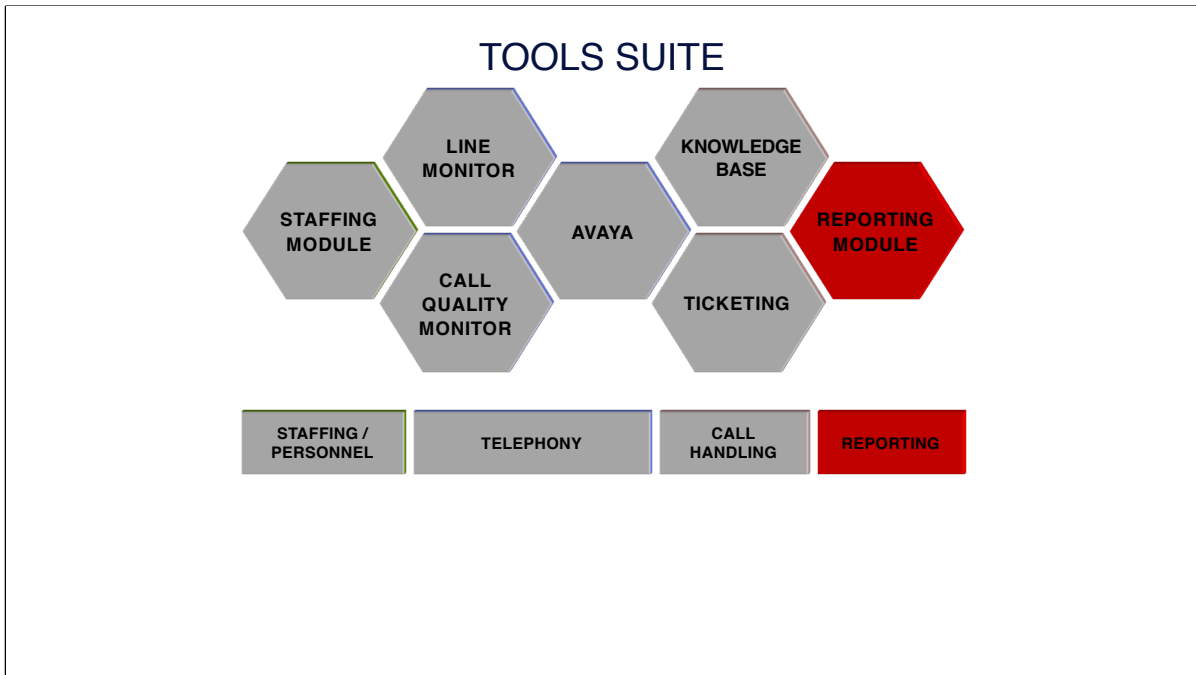 TOOLS SUITE
LINE
MONITOR
KNOWLEDGE
BASE
STAFFING
MODULE
AVAYA
REPORTING
MODULE
CALL
QUALITY
MONITOR
TICKETING
STAFFING /
PERSONNEL
TELEPHONY
CALL
HANDLING
REPORTING